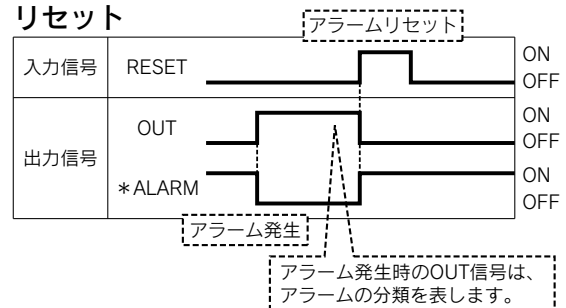 リセット
アラームリセット
入力信号 RESET ON
OFF
出力信号 OUT ON
OFF
＊ALARM ON
OFF
アラーム発生
アラーム発生時のOUT信号は、
アラームの分類を表します。